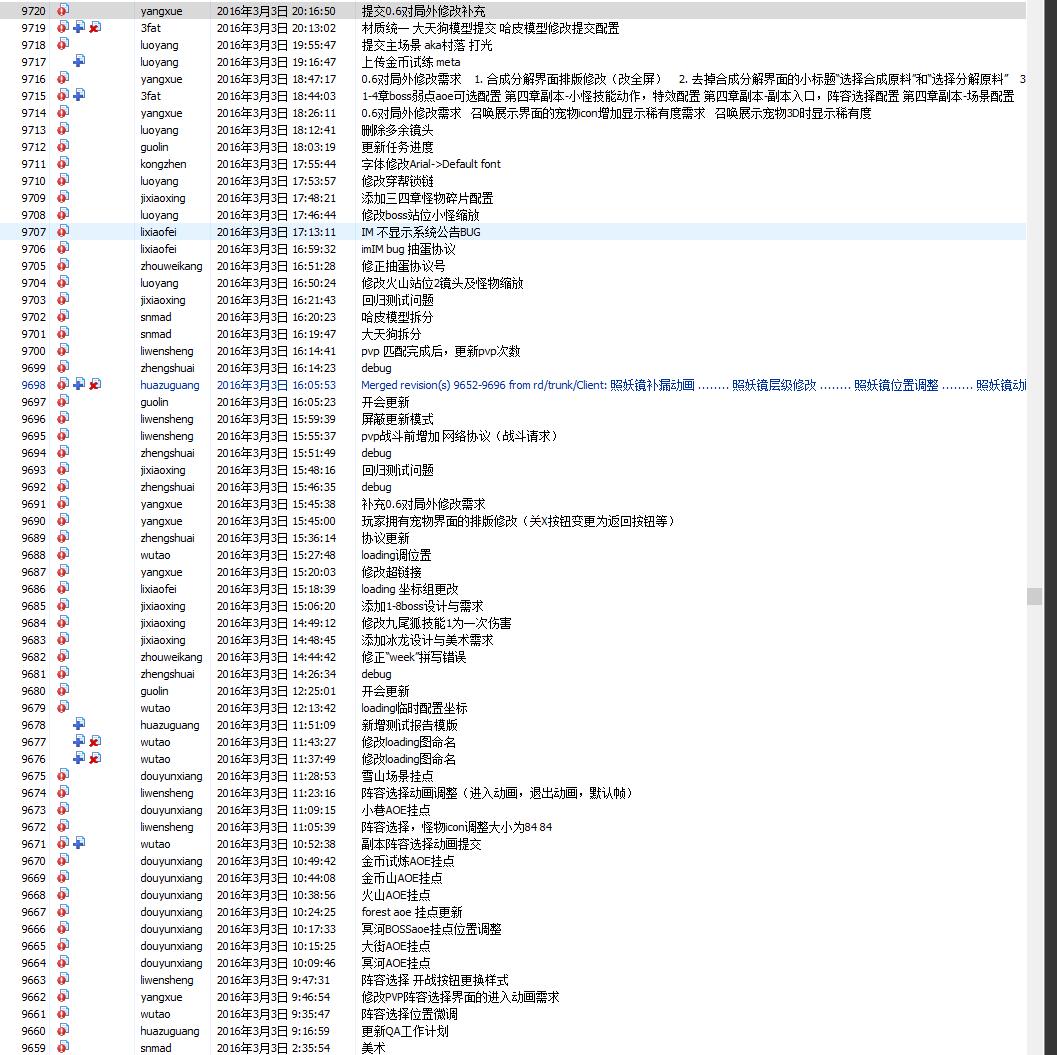 9720 yangxue 2016年3月3日 20:16:50 提交0.6对局外修改补充
9719 3fat 2016年3月3日 20:13:02 材质统一 大天狗模型提交 哈皮模型修改提交配置
9718 luoyang 2016年3月3日 19:55:47 提交主场景 aka村落 打光
9717 luoyang 2016年3月3日 19:16:47 上传金币试练 meta
9716 yangxue 2016年3月3日 18:47:17 0.6对局外修改需求 1. 合成分解界面排版修改（改全屏） 2. 去掉合成分解界面的小标题“选择合成原料”和“选择分解原料” 3
9715 3fat 2016年3月3日 18:44:03 1-4章boss弱点aoe可选配置 第四章副本-小怪技能动作，特效配置 第四章副本-副本入口，阵容选择配置 第四章副本-场景配置
9714 yangxue 2016年3月3日 18:26:11 0.6对局外修改需求 召唤展示界面的宠物icon增加显示稀有度需求 召唤展示宠物3D时显示稀有度
9713 luoyang 2016年3月3日 18:12:41 删除多余镜头
9712 guolin 2016年3月3日 18:03:19 更新任务进度
9711 kongzhen 2016年3月3日 17:55:44 字体修改Arial->Default font
9710 luoyang 2016年3月3日 17:53:57 修改穿帮锁链
9709 jixiaoxing 2016年3月3日 17:48:21 添加三四章怪物碎片配置
9708 luoyang 2016年3月3日 17:46:44 修改boss站位小怪缩放
9707 lixiaofei 2016年3月3日 17:13:11 IM 不显示系统公告BUG
9706 lixiaofei 2016年3月3日 16:59:32 imIM bug 抽蛋协议
9705 zhouweikang 2016年3月3日 16:51:28 修正抽蛋协议号
9704 luoyang 2016年3月3日 16:50:24 修改火山站位2镜头及怪物缩放
9703 jixiaoxing 2016年3月3日 16:21:43 回归测试问题
9702 snmad 2016年3月3日 16:20:23 哈皮模型拆分
9701 snmad 2016年3月3日 16:19:47 大天狗拆分
9700 liwensheng 2016年3月3日 16:14:41 pvp 匹配完成后，更新pvp次数
9699 zhengshuai 2016年3月3日 16:14:23 debug
9698 huazuguang 2016年3月3日 16:05:53 Merged revision(s) 9652-9696 from rd/trunk/Client: 照妖镜补漏动画 ........ 照妖镜层级修改 ........ 照妖镜位置调整 ........ 照妖镜动
9697 guolin 2016年3月3日 16:05:23 开会更新
9696 liwensheng 2016年3月3日 15:59:39 屏蔽更新模式
9695 liwensheng 2016年3月3日 15:55:37 pvp战斗前增加 网络协议（战斗请求）
9694 zhengshuai 2016年3月3日 15:51:49 debug
9693 jixiaoxing 2016年3月3日 15:48:16 回归测试问题
9692 zhengshuai 2016年3月3日 15:46:35 debug
9691 yangxue 2016年3月3日 15:45:38 补充0.6对局外修改需求
9690 yangxue 2016年3月3日 15:45:00 玩家拥有宠物界面的排版修改（关X按钮变更为返回按钮等）
9689 zhengshuai 2016年3月3日 15:36:14 协议更新
9688 wutao 2016年3月3日 15:27:48 loading调位置
9687 yangxue 2016年3月3日 15:20:03 修改超链接
9686 lixiaofei 2016年3月3日 15:18:39 loading 坐标组更改
9685 jixiaoxing 2016年3月3日 15:06:20 添加1-8boss设计与需求
9684 jixiaoxing 2016年3月3日 14:49:12 修改九尾狐技能1为一次伤害
9683 jixiaoxing 2016年3月3日 14:48:45 添加冰龙设计与美术需求
9682 zhouweikang 2016年3月3日 14:44:42 修正“week”拼写错误
9681 zhengshuai 2016年3月3日 14:26:34 debug
9680 guolin 2016年3月3日 12:25:01 开会更新
9679 wutao 2016年3月3日 12:13:42 loading临时配置坐标
9678 huazuguang 2016年3月3日 11:51:09 新增测试报告模版
9677 wutao 2016年3月3日 11:43:27 修改loading图命名
9676 wutao 2016年3月3日 11:37:49 修改loading图命名
9675 douyunxiang 2016年3月3日 11:28:53 雪山场景挂点
9674 liwensheng 2016年3月3日 11:23:16 阵容选择动画调整（进入动画，退出动画，默认帧）
9673 douyunxiang 2016年3月3日 11:09:15 小巷AOE挂点
9672 liwensheng 2016年3月3日 11:05:39 阵容选择，怪物icon调整大小为84 84
9671 wutao 2016年3月3日 10:52:38 副本阵容选择动画提交
9670 douyunxiang 2016年3月3日 10:49:42 金币试炼AOE挂点
9669 douyunxiang 2016年3月3日 10:44:08 金币山AOE挂点
9668 douyunxiang 2016年3月3日 10:38:56 火山AOE挂点
9667 douyunxiang 2016年3月3日 10:24:25 forest aoe 挂点更新
9666 douyunxiang 2016年3月3日 10:17:33 冥河BOSSaoe挂点位置调整
9665 douyunxiang 2016年3月3日 10:15:25 大街AOE挂点
9664 douyunxiang 2016年3月3日 10:09:46 冥河AOE挂点
9663 liwensheng 2016年3月3日 9:47:31 阵容选择 开战按钮更换样式
9662 yangxue 2016年3月3日 9:46:54 修改PVP阵容选择界面的进入动画需求
9661 wutao 2016年3月3日 9:35:47 阵容选择位置微调
9660 huazuguang 2016年3月3日 9:16:59 更新QA工作计划
9659 snmad 2016年3月3日 2:35:54 美术